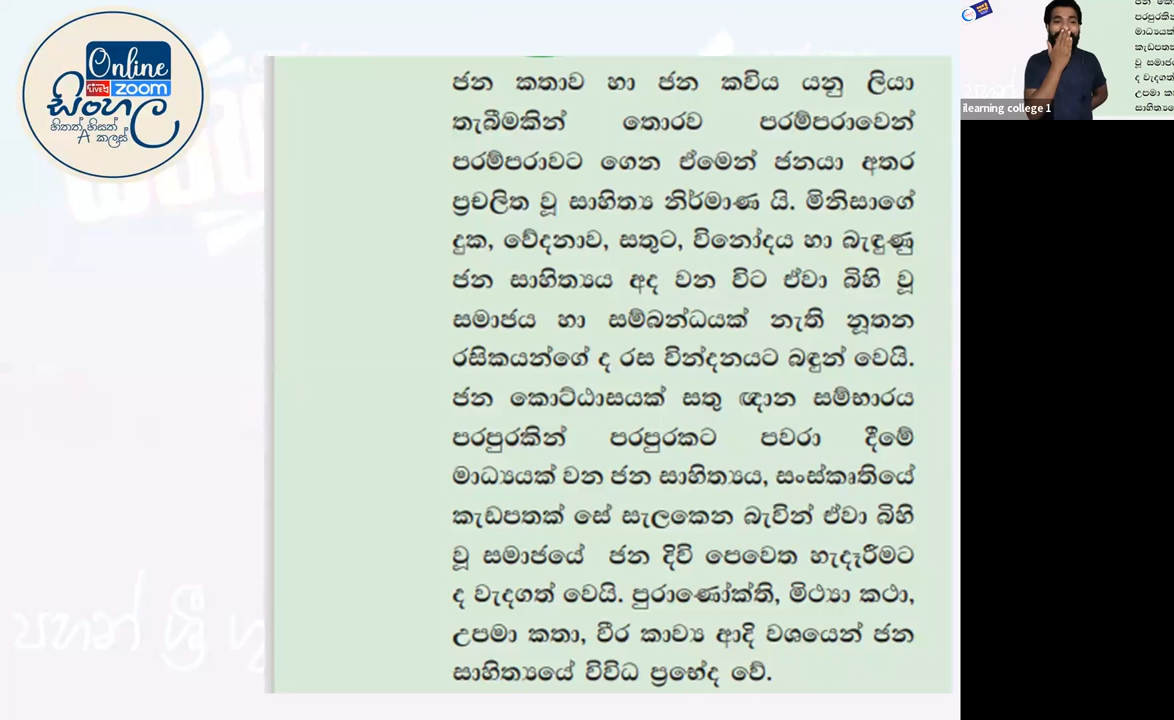 Online
LIVE zoom
සිංහල
හිතත් හිසත්
A කලාස්
ජන කතාව හා ජන කවිය යනු ලියා
තැබීමකින් තොරව පරම්පරාවෙන්
පරම්පරාවට ගෙන ඒමෙන් ජනයා අතර
ප්‍රචලිත වූ සාහිත්‍ය නිර්මාණ යි. මිනිසාගේ
දුක, වේදනාව, සතුට, විනෝදය හා බැඳුණු
ජන සාහිත්‍යය අද වන විට ඒවා බිහි වූ
සමාජය හා සම්බන්ධයක් නැති නූතන
රසිකයන්ගේ ද රස වින්දනයට බඳුන් වෙයි.
ජන කොට්ඨාසයක් සතු ඥාන සම්භාරය
පරපුරකින් පරපුරකට පවරා දීමේ
මාධ්‍යයක් වන ජන සාහිත්‍යය, සංස්කෘතියේ
කැඩපතක් සේ සැලකෙන බැවින් ඒවා බිහි
වූ සමාජයේ ජන දිවි පෙවෙත හැදෑරීමට
ද වැදගත් වෙයි. පුරාණෝක්ති, මිථ්‍යා කථා,
උපමා කතා, වීර කාව්‍ය ආදි වශයෙන් ජන
සාහිත්‍යයේ විවිධ ප්‍රභේද වේ.
පහන් ශ්‍රී
ilearning college 1